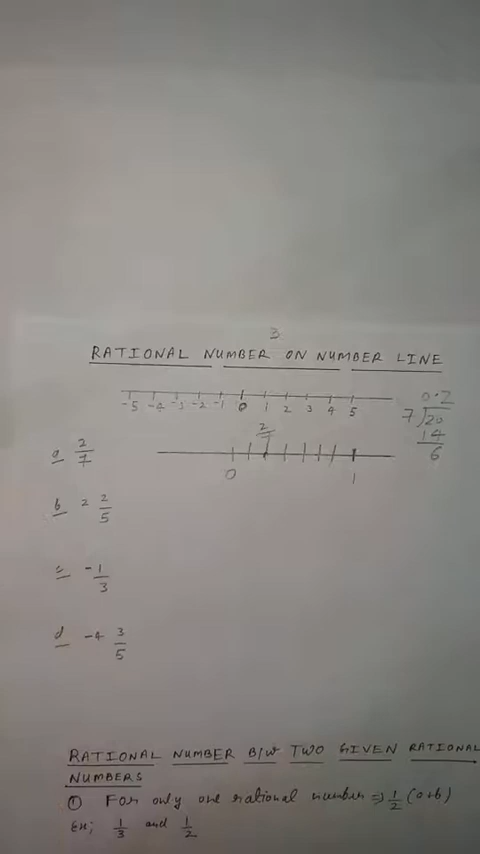 3
RATIONAL NUMBER ON NUMBER LINE
-5 -4 -3 -2 -1 0 1 2 3 4 5
0.2
7)20
14
6
a 2/7
2/7
0 1
b 2 2/5
c -1/3
d -4 3/5
RATIONAL NUMBER B/W TWO GIVEN RATIONAL
NUMBERS
① For only one rational number ⇒ 1/2 (a+b)
Ex; 1/3 and 1/2